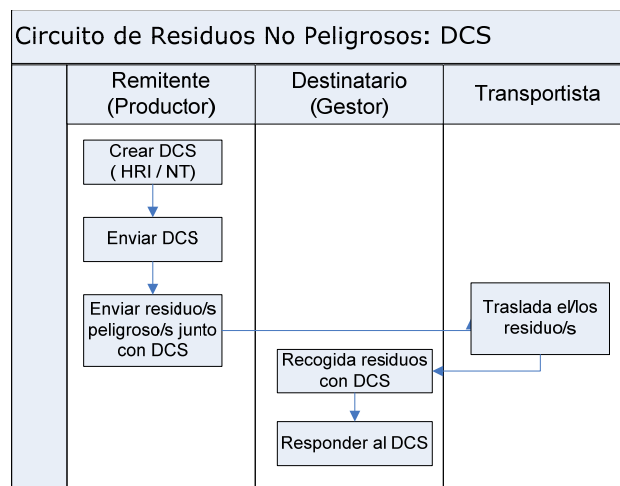 Circuito de Residuos No Peligrosos: DCS
Remitente
(Productor)
Destinatario
(Gestor)
Transportista
Crear DCS
( HRI / NT)
Enviar DCS
Enviar residuo/s
peligroso/s junto
con DCS
Traslada el/los
residuo/s
Recogida residuos
con DCS
Responder al DCS